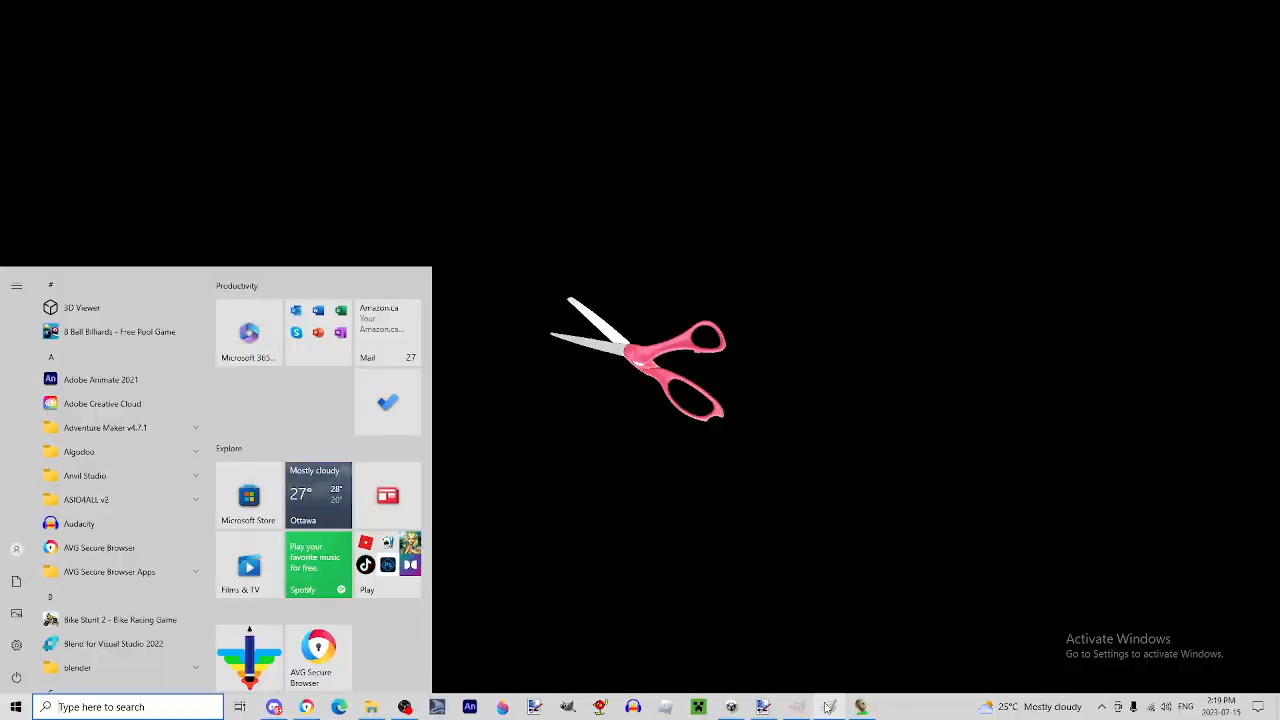 #
3D Viewer
8 Ball Billiards - Free Pool Game
A
An Adobe Animate 2021
Adobe Creative Cloud
Adventure Maker v4.7.1
Algodoo
Anvil Studio
ASIO4ALL v2
Audacity
AVG Secure Browser
AVG Secure Browser Apps
B
Bike Stunt 2 - Bike Racing Game
Blend for Visual Studio 2022
blender
Productivity
Microsoft 365...
Amazon.ca
Your
Amazon.ca...
Mail 27
Explore
Microsoft Store
Mostly cloudy
27° 28°
20°
Ottawa
Films & TV
Play your
favorite music
for free.
Spotify
Ps
Play
AVG Secure
Browser
Activate Windows
Go to Settings to activate Windows.
Type here to search
An
25°C Mostly cloudy
ENG
2:19 PM
2023-07-15